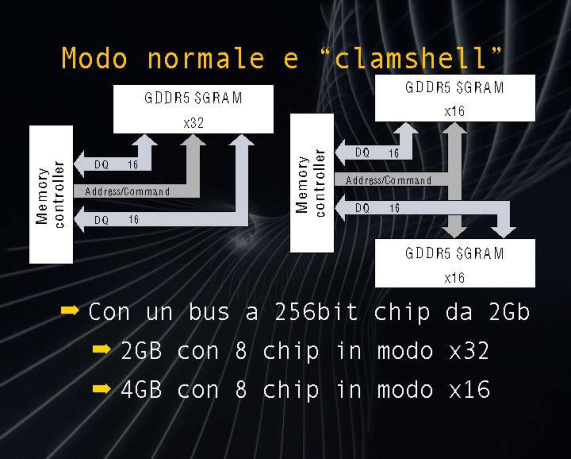 Modo normale e “clamshell”
GDDR5 SGRAM
x32
Memory controller
DQ 16
Address/Command
DQ 16
GDDR5 SGRAM
x16
Memory controller
DQ 16
Address/Command
DQ 16
GDDR5 SGRAM
x16
Con un bus a 256bit chip da 2Gb
2GB con 8 chip in modo x32
4GB con 8 chip in modo x16